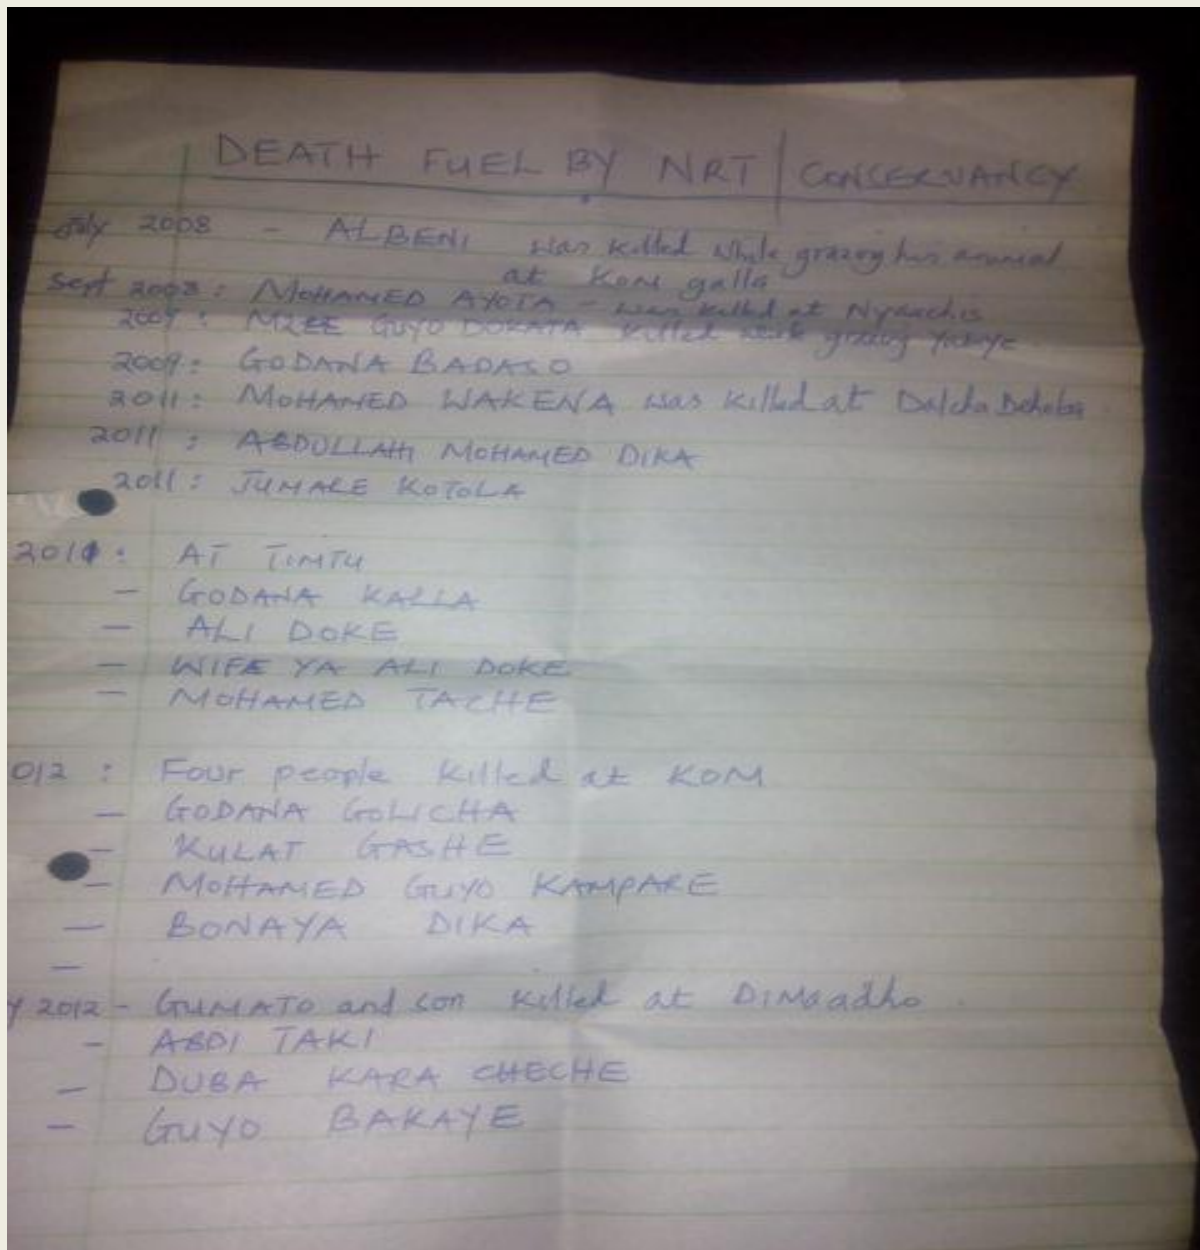 DEATH FUEL BY NRT | CONSERVANCY
July 2008 - ALBENI was killed while grazing his animal
at Kom galla
Sept 2008: MOHAMED AYOTA - was killed at
2009: MZEE GUYO DOKATA killed while grazing
2009: GODANA BADASO
2011: MOHAMED WAKENA was killed at
2011: ABDULLAHI MOHAMED DIKA
2011: JUMALE KOTOLA
AT TIMTU
- GODANA KALLA
- ALI DOKE
- WIFE YA ALI DOKE
- MOHAMED TACHE
012: Four people killed at KOM
- GODANA GOLICHA
- KULAT GASHE
- MOHAMED GUYO KAMPARE
- BONAYA DIKA
-
Y 2012 - GUMATO and son killed at DIMaadho
- ABDI TAKI
- DUBA KARA CHECHE
- GUYO BAKAYE